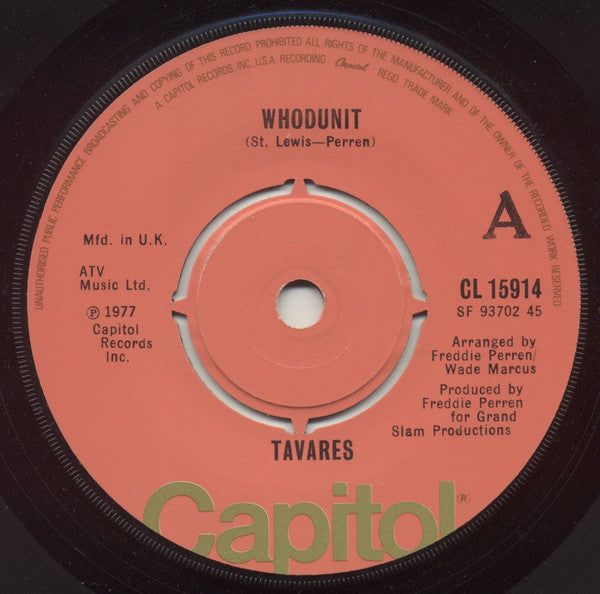 UNAUTHORISED PUBLIC PERFORMANCE BROADCASTING AND COPYING OF THIS RECORD PROHIBITED·ALL RIGHTS OF THE MANUFACTURER AND OF THE OWNER OF THE RECORDED WORK RESERVED
A CAPITOL RECORDS, INC., U.S.A. RECORDING Capitol REGD. TRADE MARK
WHODUNIT
(St. Lewis—Perren)
A
Mfd. in U.K.
ATV
Music Ltd.
℗ 1977
Capitol
Records
Inc.
CL 15914
SF 93702 45
Arranged by
Freddie Perren/
Wade Marcus
Produced by
Freddie Perren
for Grand
Slam Productions
TAVARES
Capitol (R)